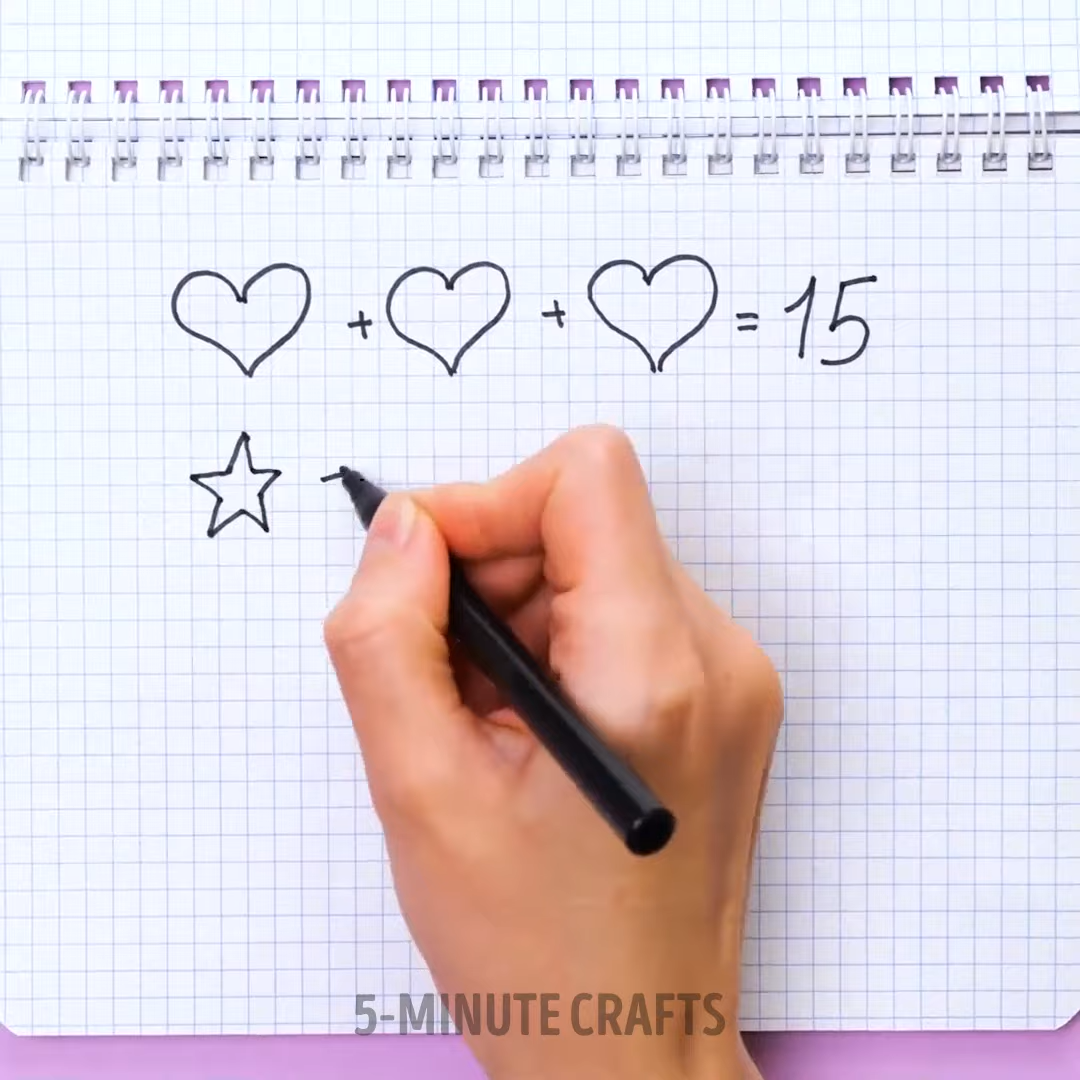 ♡ + ♡ + ♡ = 15
☆ -
5-MINUTE CRAFTS